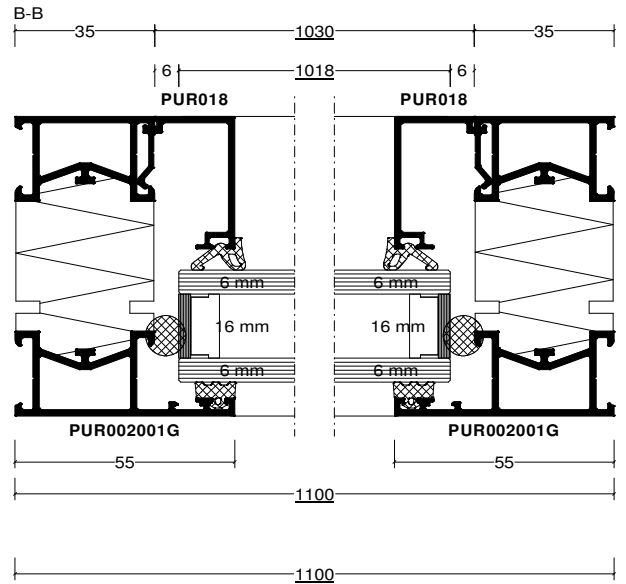 B-B
35 1030 35
6 1018 6
PUR018 PUR018
6 mm 6 mm
16 mm 16 mm
6 mm 6 mm
PUR002001G PUR002001G
55 55
1100
1100